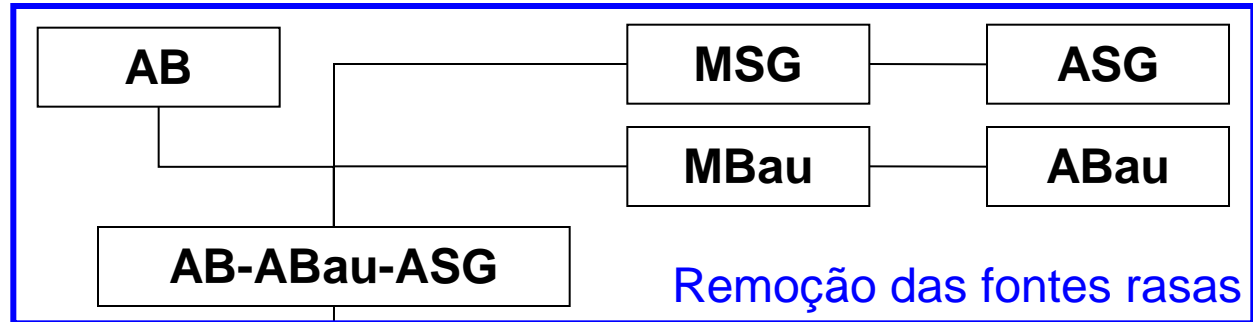 AB
MSG
ASG
MBau
ABau
AB-ABau-ASG
Remoção das fontes rasas